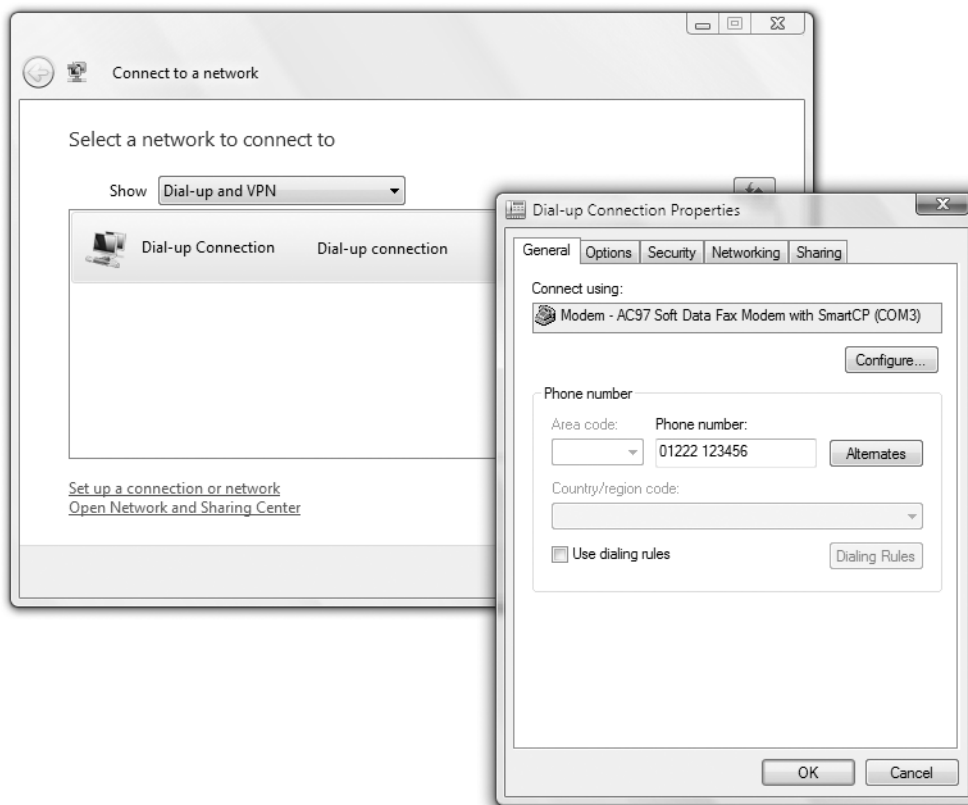 Connect to a network
Select a network to connect to
Show Dial-up and VPN
Dial-up Connection Dial-up connection
Set up a connection or network
Open Network and Sharing Center
Dial-up Connection Properties
General Options Security Networking Sharing
Connect using:
Modem - AC97 Soft Data Fax Modem with SmartCP (COM3)
Configure...
Phone number
Area code: Phone number:
01222 123456 Alternates
Country/region code:
Use dialing rules Dialing Rules
OK Cancel